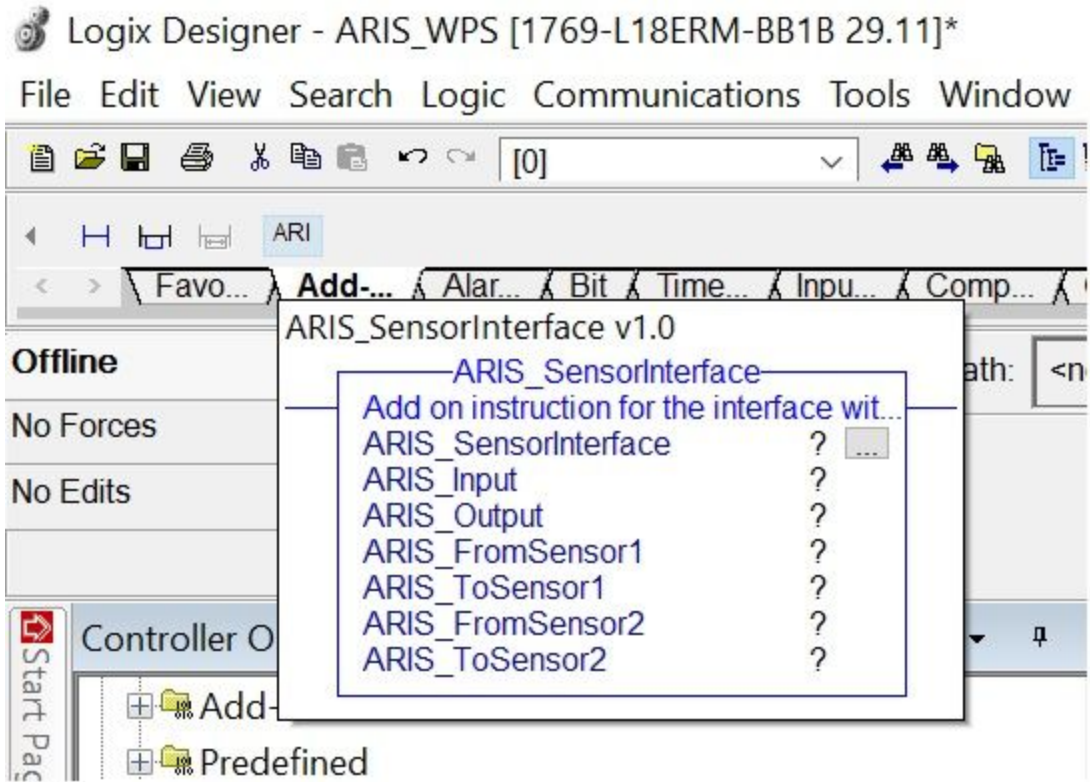 Logix Designer - ARIS_WPS [1769-L18ERM-BB1B 29.11]*
File Edit View Search Logic Communications Tools Window
[0]
ARI
Favo... Add-... Alar... Bit Time... Inpu... Comp...
ARIS_SensorInterface v1.0
ARIS_SensorInterface
Offline
ath: <n
Add on instruction for the interface wit...
No Forces
ARIS_SensorInterface ? ...
ARIS_Input ?
No Edits
ARIS_Output ?
ARIS_FromSensor1 ?
ARIS_ToSensor1 ?
ARIS_FromSensor2 ?
ARIS_ToSensor2 ?
Start Pag
Controller O
Add-
Predefined